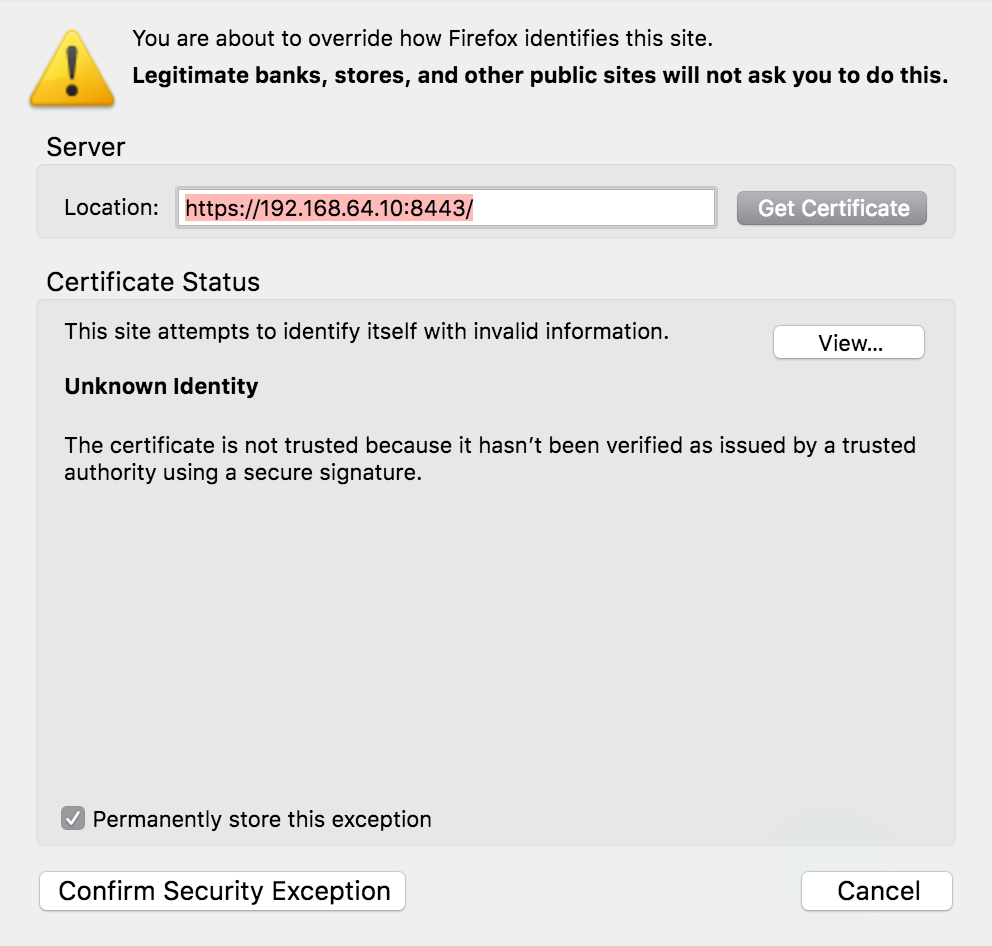 You are about to override how Firefox identifies this site.
Legitimate banks, stores, and other public sites will not ask you to do this.
Server
Location: https://192.168.64.10:8443/ Get Certificate
Certificate Status
This site attempts to identify itself with invalid information.
View...
Unknown Identity
The certificate is not trusted because it hasn’t been verified as issued by a trusted
authority using a secure signature.
Permanently store this exception
Confirm Security Exception Cancel